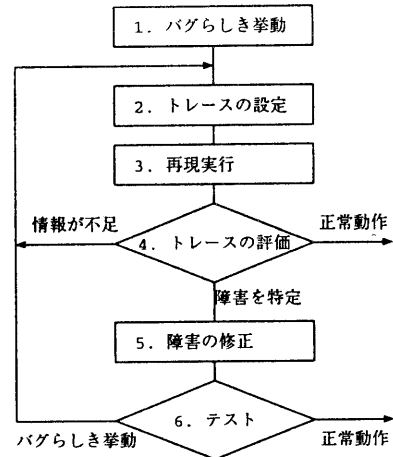 1. バグらしき挙動
2. トレースの設定
3. 再現実行
情報が不足
4. トレースの評価
正常動作
障害を特定
5. 障害の修正
6. テスト
バグらしき挙動
正常動作